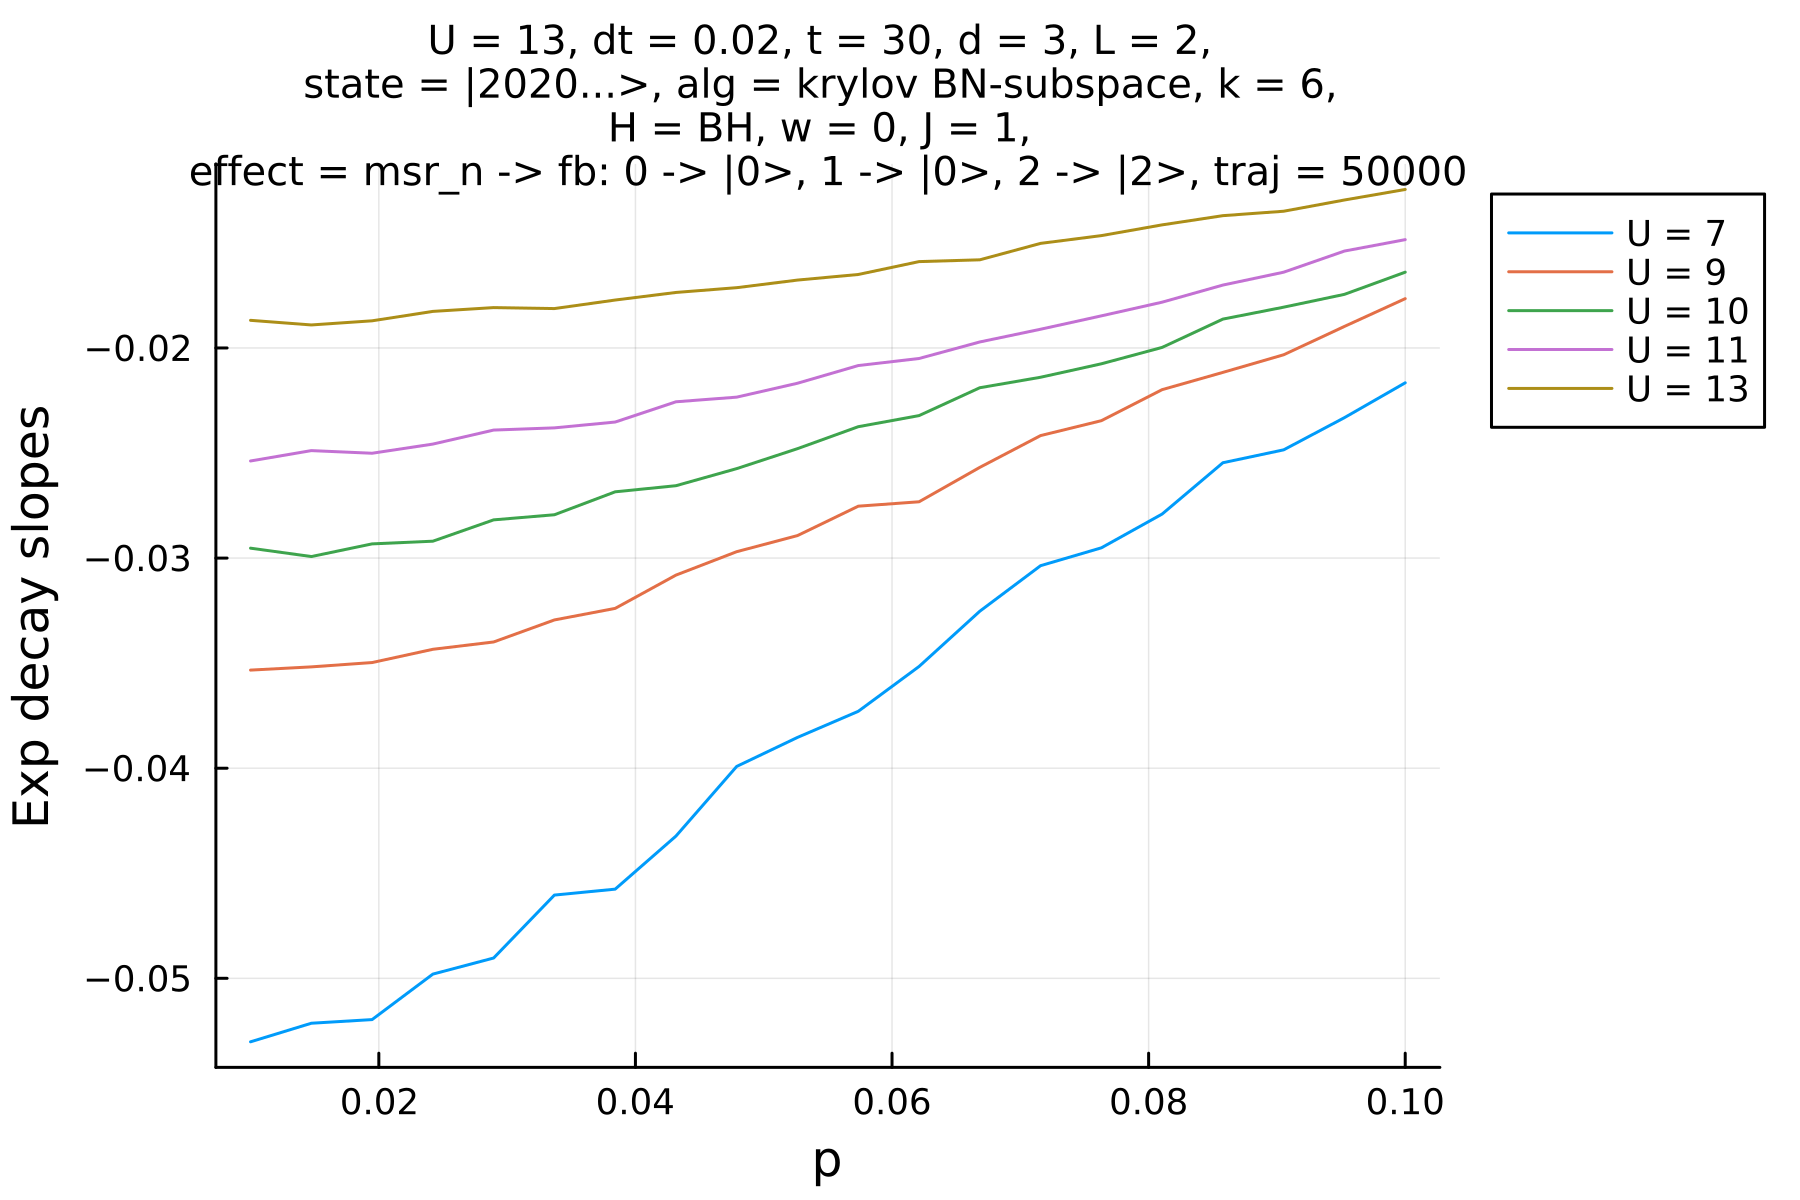 U = 13, dt = 0.02, t = 30, d = 3, L = 2,
state = |2020...>, alg = krylov BN-subspace, k = 6,
H = BH, w = 0, J = 1,
effect = msr_n -> fb: 0 -> |0>, 1 -> |0>, 2 -> |2>, traj = 50000
U = 7
U = 9
U = 10
U = 11
U = 13
−0.02
−0.03
−0.04
−0.05
Exp decay slopes
0.02 0.04 0.06 0.08 0.10
p